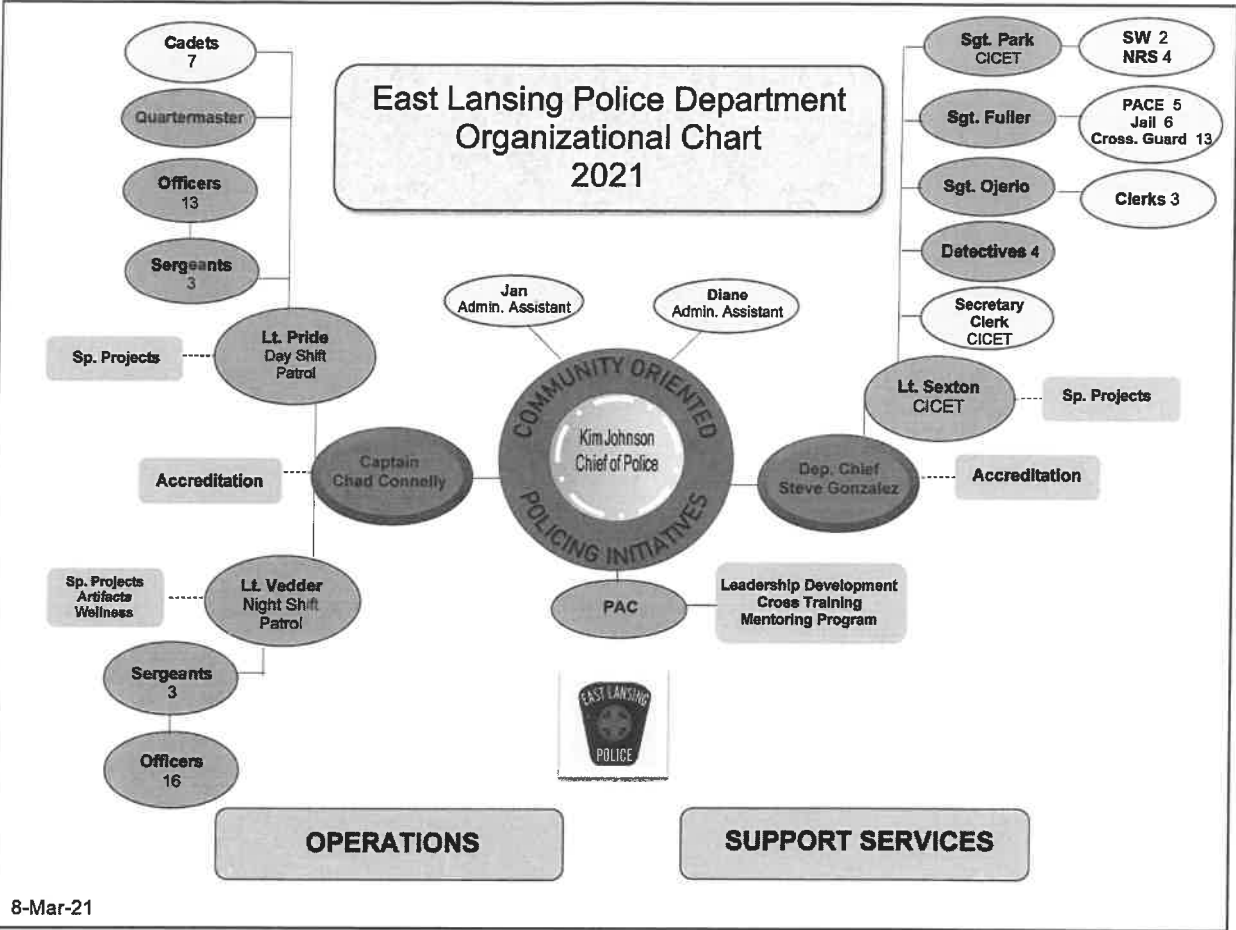 East Lansing Police Department
Organizational Chart
2021
Cadets
7
Quartermaster
Officers
13
Sergeants
3
Lt. Pride
Day Shift
Patrol
Sp. Projects
Captain
Chad Connelly
Accreditation
Lt. Vedder
Night Shift
Patrol
Sp. Projects
Artifacts
Wellness
Sergeants
3
Officers
16
Jan
Admin. Assistant
Diane
Admin. Assistant
COMMUNITY ORIENTED
POLICING INITIATIVES
Kim Johnson
Chief of Police
PAC
Leadership Development
Cross Training
Mentoring Program
EAST LANSING
POLICE
Sgt. Park
CICET
SW 2
NRS 4
Sgt. Fuller
PACE 5
Jail 6
Cross. Guard 13
Sgt. Ojerio
Clerks 3
Detectives 4
Secretary
Clerk
CICET
Lt. Sexton
CICET
Sp. Projects
Dep. Chief
Steve Gonzalez
Accreditation
OPERATIONS
SUPPORT SERVICES
8-Mar-21